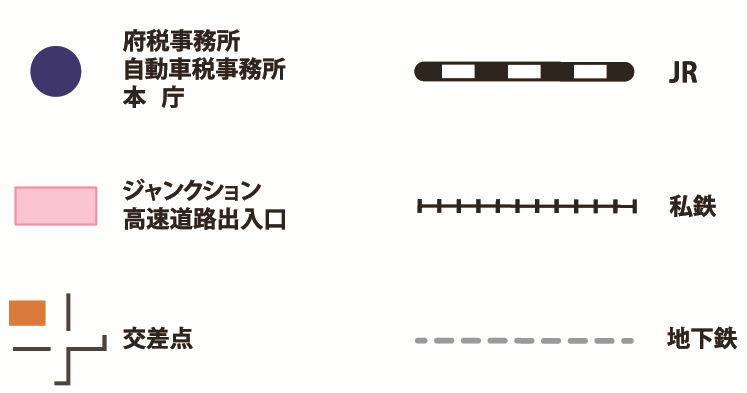 府税事務所
自動車税事務所
本 庁
JR
ジャンクション
高速道路出入口
私鉄
交差点
地下鉄